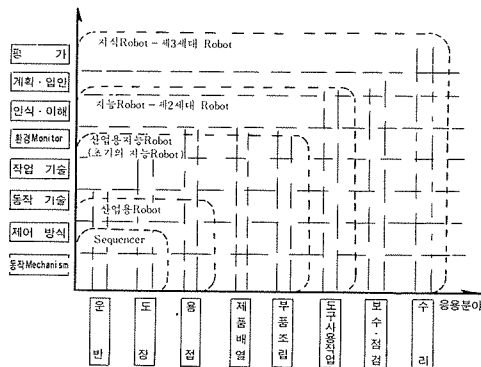 지식Robot - 제3세대 Robot
평 가
계획·입안
지능Robot - 제2세대 Robot
인식·이해
환경Monitor
산업용지능Robot
(초기의 지능Robot)
작업 기술
동작 기술
산업용Robot
제어 방식
Sequencer
동작Mechanism
응용분야
운반
도장
용접
제품배열
부품조립
도구사용작업
보수·점검
수리